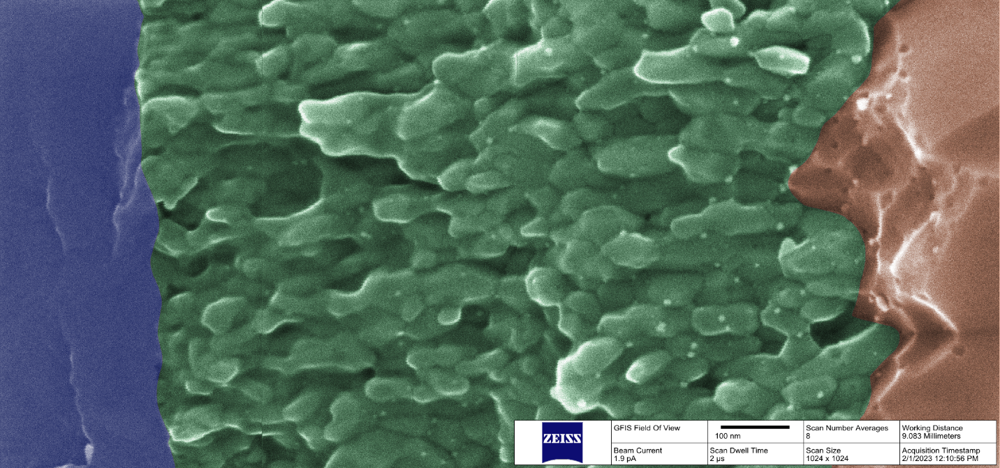 ZEISS
GFIS Field Of View
100 nm
Scan Number Averages
8
Working Distance
9.083 Millimeters
Beam Current
1.9 pA
Scan Dwell Time
2 µs
Scan Size
1024 x 1024
Acquisition Timestamp
2/1/2023 12:10:56 PM